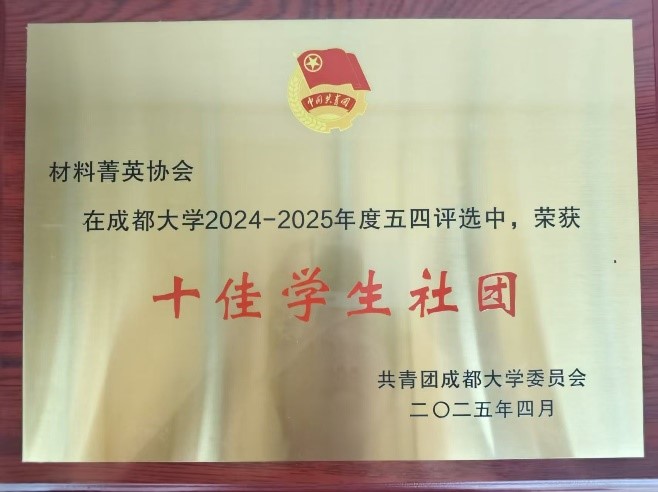 中国共青团
材料菁英协会
在成都大学2024-2025年度五四评选中，荣获
十佳学生社团
共青团成都大学委员会
二〇二五年四月